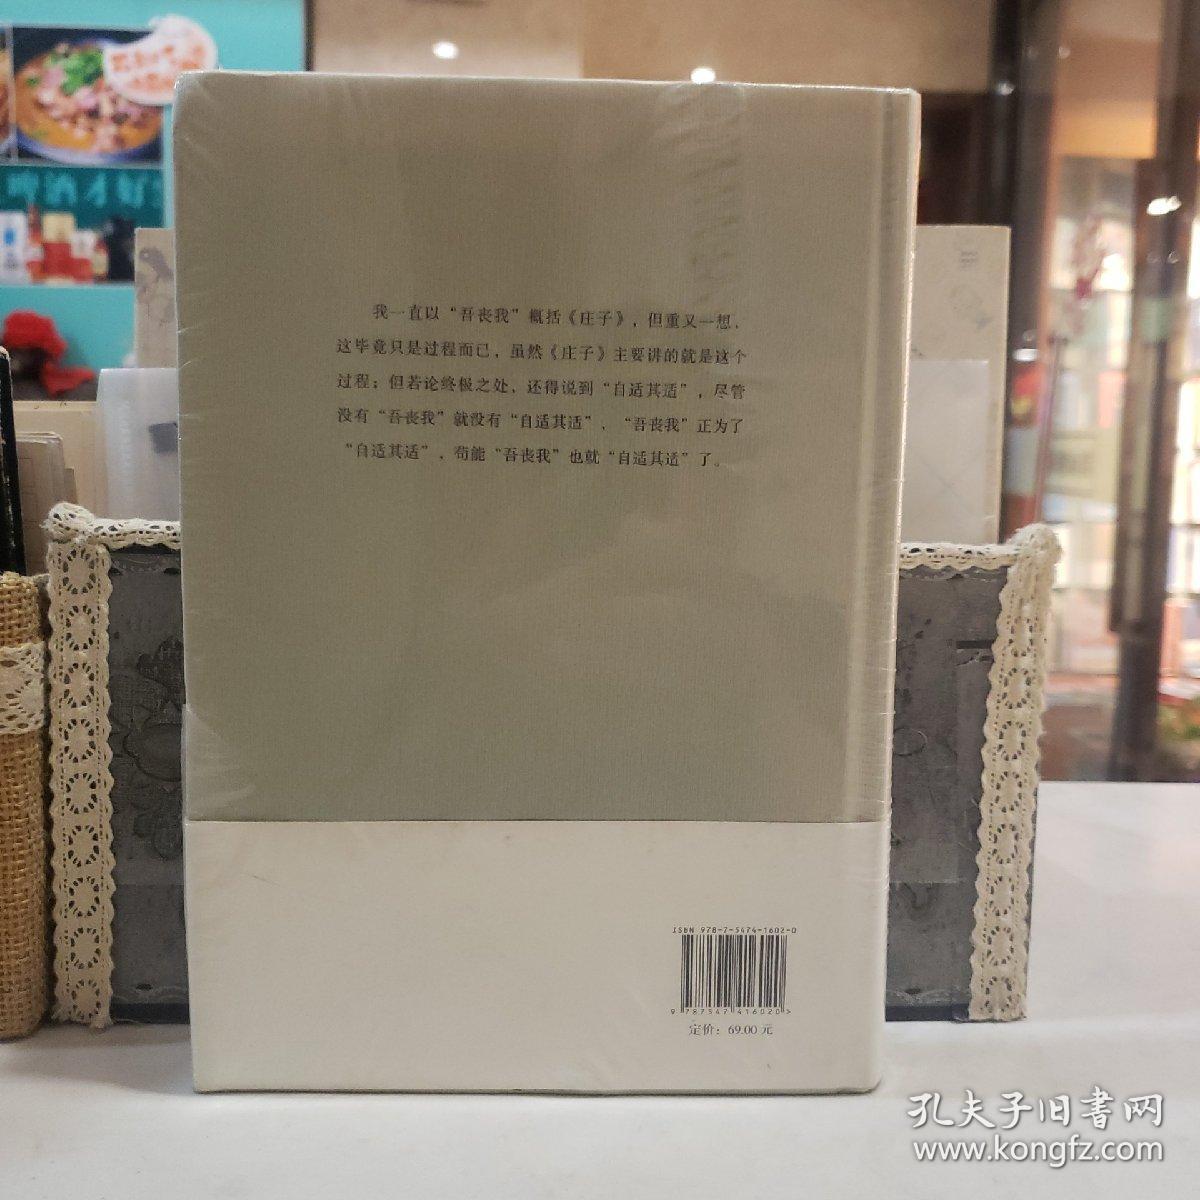 我一直以“吾丧我”概括《庄子》，但重又一想，
这毕竟只是过程而已，虽然《庄子》主要讲的就是这个
过程；但若论终极之处，还得说到“自适其适”，尽管
没有“吾丧我”就没有“自适其适”，“吾丧我”正为了
“自适其适”，苟能“吾丧我”也就“自适其适”了。
ISBN 978-7-5474-1602-0
9 787547 416020>
定价：69.00 元
孔夫子旧書网
www.kongfz.com